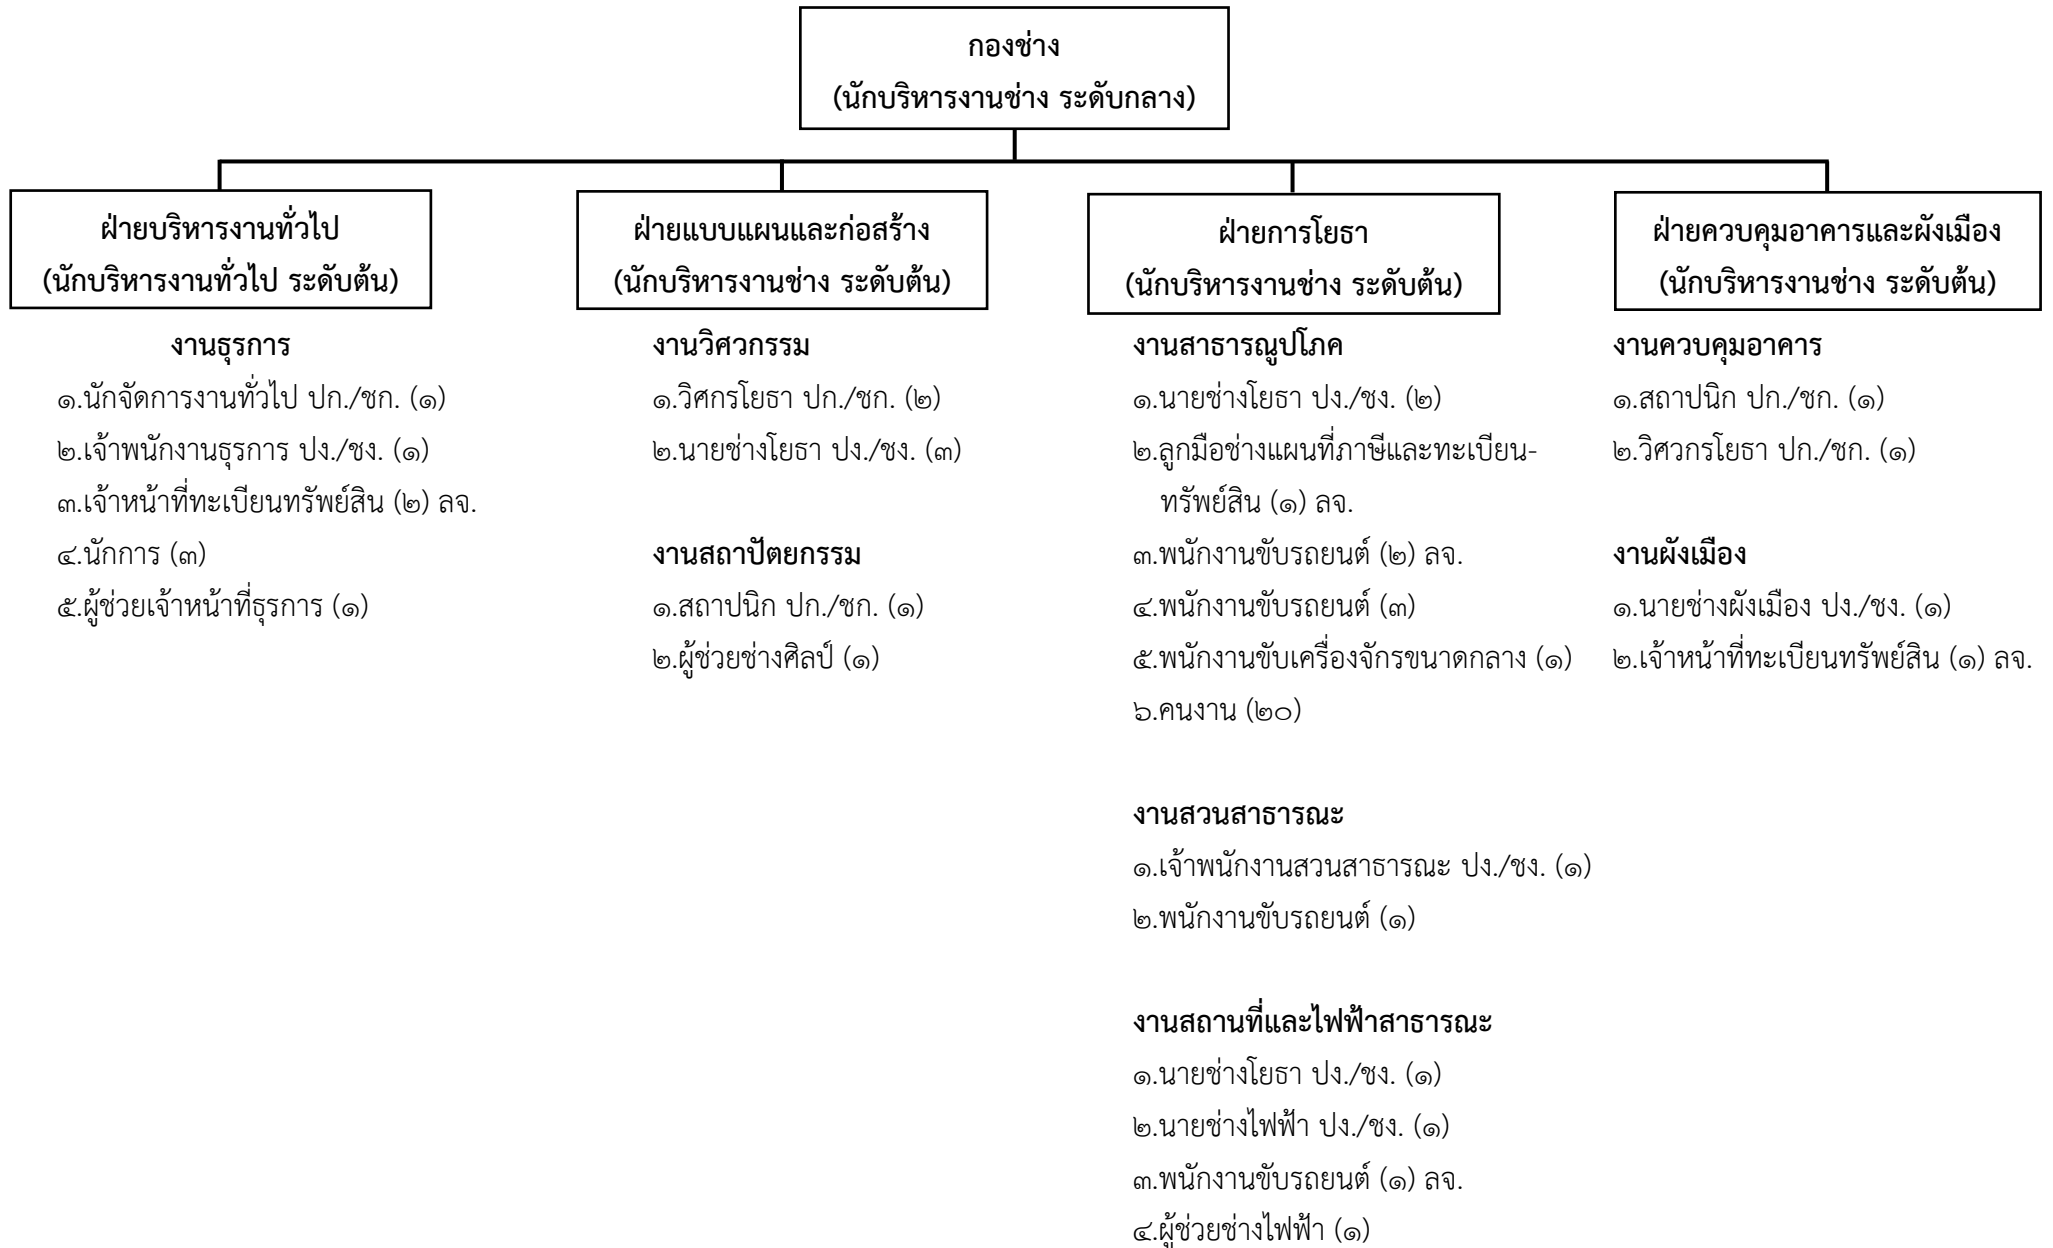 กองช่าง
(นักบริหารงานช่าง ระดับกลาง)
ฝ่ายบริหารงานทั่วไป
(นักบริหารงานทั่วไป ระดับต้น)
งานธุรการ
๑.นักจัดการงานทั่วไป ปก./ชก. (๑)
๒.เจ้าพนักงานธุรการ ปง./ชง. (๑)
๓.เจ้าหน้าที่ทะเบียนทรัพย์สิน (๒) ลจ.
๔.นักการ (๓)
๕.ผู้ช่วยเจ้าหน้าที่ธุรการ (๑)
ฝ่ายแบบแผนและก่อสร้าง
(นักบริหารงานช่าง ระดับต้น)
งานวิศวกรรม
๑.วิศกรโยธา ปก./ชก. (๒)
๒.นายช่างโยธา ปง./ชง. (๓)
งานสถาปัตยกรรม
๑.สถาปนิก ปก./ชก. (๑)
๒.ผู้ช่วยช่างศิลป์ (๑)
ฝ่ายการโยธา
(นักบริหารงานช่าง ระดับต้น)
งานสาธารณูปโภค
๑.นายช่างโยธา ปง./ชง. (๒)
๒.ลูกมือช่างแผนที่ภาษีและทะเบียน-
ทรัพย์สิน (๑) ลจ.
๓.พนักงานขับรถยนต์ (๒) ลจ.
๔.พนักงานขับรถยนต์ (๓)
๕.พนักงานขับเครื่องจักรขนาดกลาง (๑)
๖.คนงาน (๒๐)
งานสวนสาธารณะ
๑.เจ้าพนักงานสวนสาธารณะ ปง./ชง. (๑)
๒.พนักงานขับรถยนต์ (๑)
งานสถานที่และไฟฟ้าสาธารณะ
๑.นายช่างโยธา ปง./ชง. (๑)
๒.นายช่างไฟฟ้า ปง./ชง. (๑)
๓.พนักงานขับรถยนต์ (๑) ลจ.
๔.ผู้ช่วยช่างไฟฟ้า (๑)
ฝ่ายควบคุมอาคารและผังเมือง
(นักบริหารงานช่าง ระดับต้น)
งานควบคุมอาคาร
๑.สถาปนิก ปก./ชก. (๑)
๒.วิศวกรโยธา ปก./ชก. (๑)
งานผังเมือง
๑.นายช่างผังเมือง ปง./ชง. (๑)
๒.เจ้าหน้าที่ทะเบียนทรัพย์สิน (๑) ลจ.